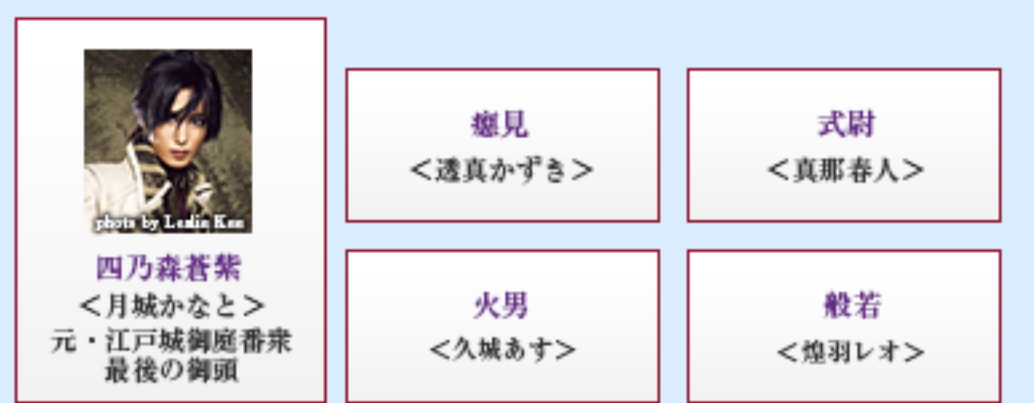 photo by Leslie Kee
四乃森蒼紫
＜月城かなと＞
元・江戸城御庭番衆
最後の御頭
癋見
＜透真かずき＞
式尉
＜真那春人＞
火男
＜久城あす＞
般若
＜煌羽レオ＞